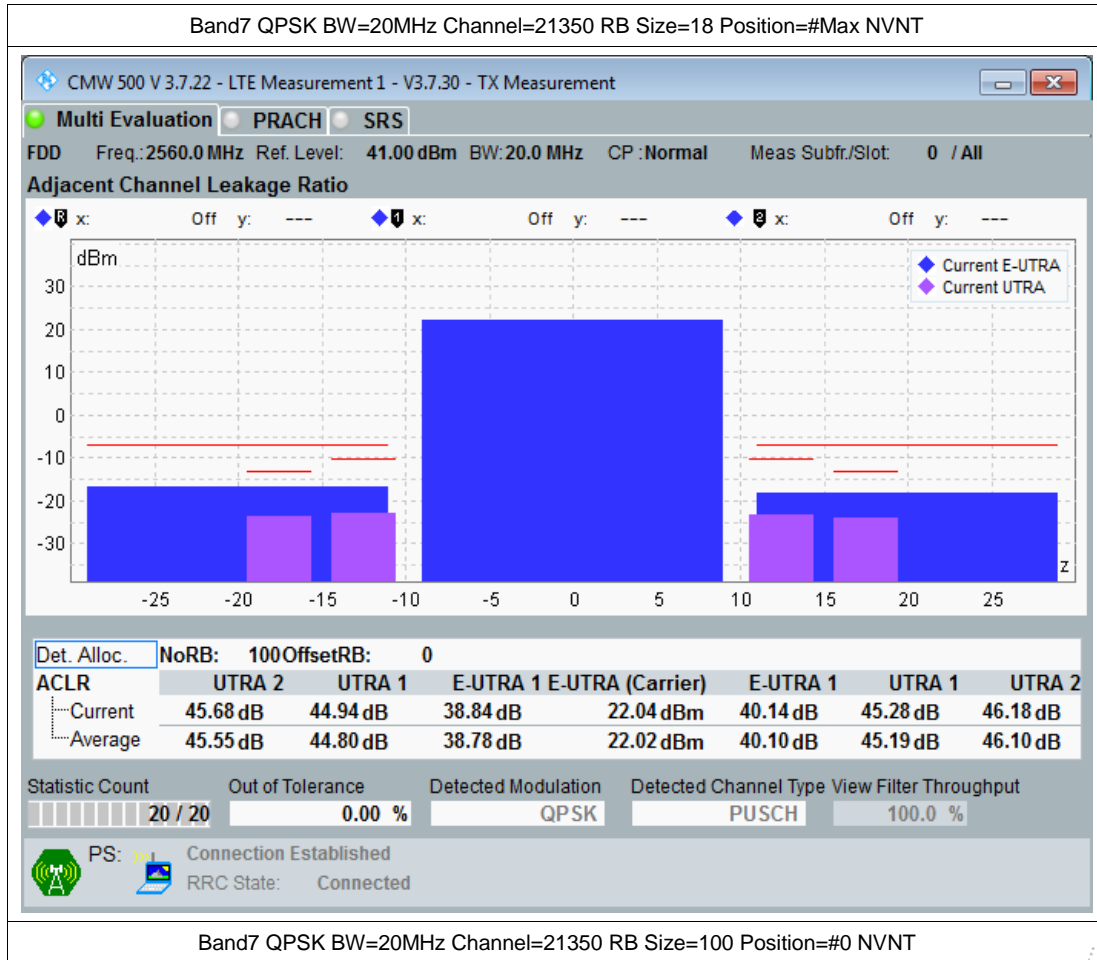 Band7 QPSK BW=20MHz Channel=21350 RB Size=18 Position=#Max NVNT
CMW 500 V 3.7.22 - LTE Measurement 1 - V3.7.30 - TX Measurement
Multi Evaluation PRACH SRS
FDD Freq.:2560.0 MHz Ref. Level: 41.00 dBm BW:20.0 MHz CP :Normal Meas Subfr./Slot: 0 / All
Adjacent Channel Leakage Ratio
R x: Off y: --- 1 x: Off y: --- 2 x: Off y: ---
dBm
Current E-UTRA
Current UTRA
30
20
10
0
-10
-20
-30
z
-25 -20 -15 -10 -5 0 5 10 15 20 25
Det. Alloc. NoRB: 100 OffsetRB: 0
ACLR UTRA 2 UTRA 1 E-UTRA 1 E-UTRA (Carrier) E-UTRA 1 UTRA 1 UTRA 2
Current 45.68 dB 44.94 dB 38.84 dB 22.04 dBm 40.14 dB 45.28 dB 46.18 dB
Average 45.55 dB 44.80 dB 38.78 dB 22.02 dBm 40.10 dB 45.19 dB 46.10 dB
Statistic Count Out of Tolerance Detected Modulation Detected Channel Type View Filter Throughput
20 / 20 0.00 % QPSK PUSCH 100.0 %
PS: Connection Established
RRC State: Connected
Band7 QPSK BW=20MHz Channel=21350 RB Size=100 Position=#0 NVNT